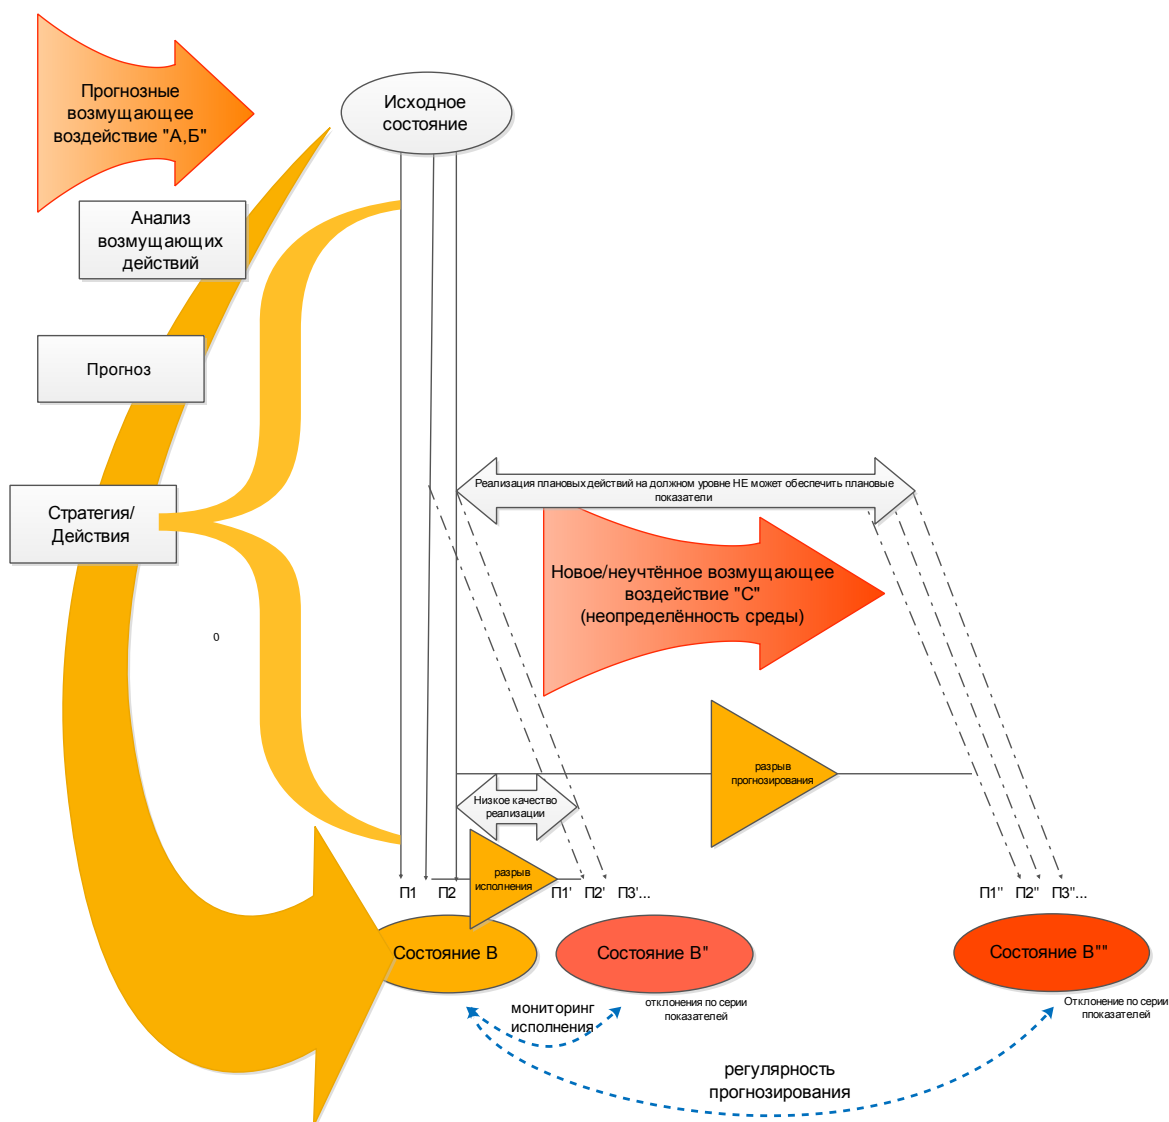 Прогнозные
возмущающее
воздействие "А,Б"
Исходное
состояние
Анализ
возмущающих
действий
Прогноз
Стратегия/
Действия
Реализация плановых действий на должном уровне НЕ может обеспечить плановые
показатели
Новое/неучтённое возмущающее
воздействие "С"
(неопределённость среды)
0
разрыв
прогнозирования
Низкое качество
реализации
разрыв
исполнения
П1 П2 П1' П2' П3'... П1'' П2'' П3''...
Состояние В
Состояние В"
Состояние В""
отклонения по серии
показателей
Отклонение по серии
ппоказателей
мониторинг
исполнения
регулярность
прогнозирования